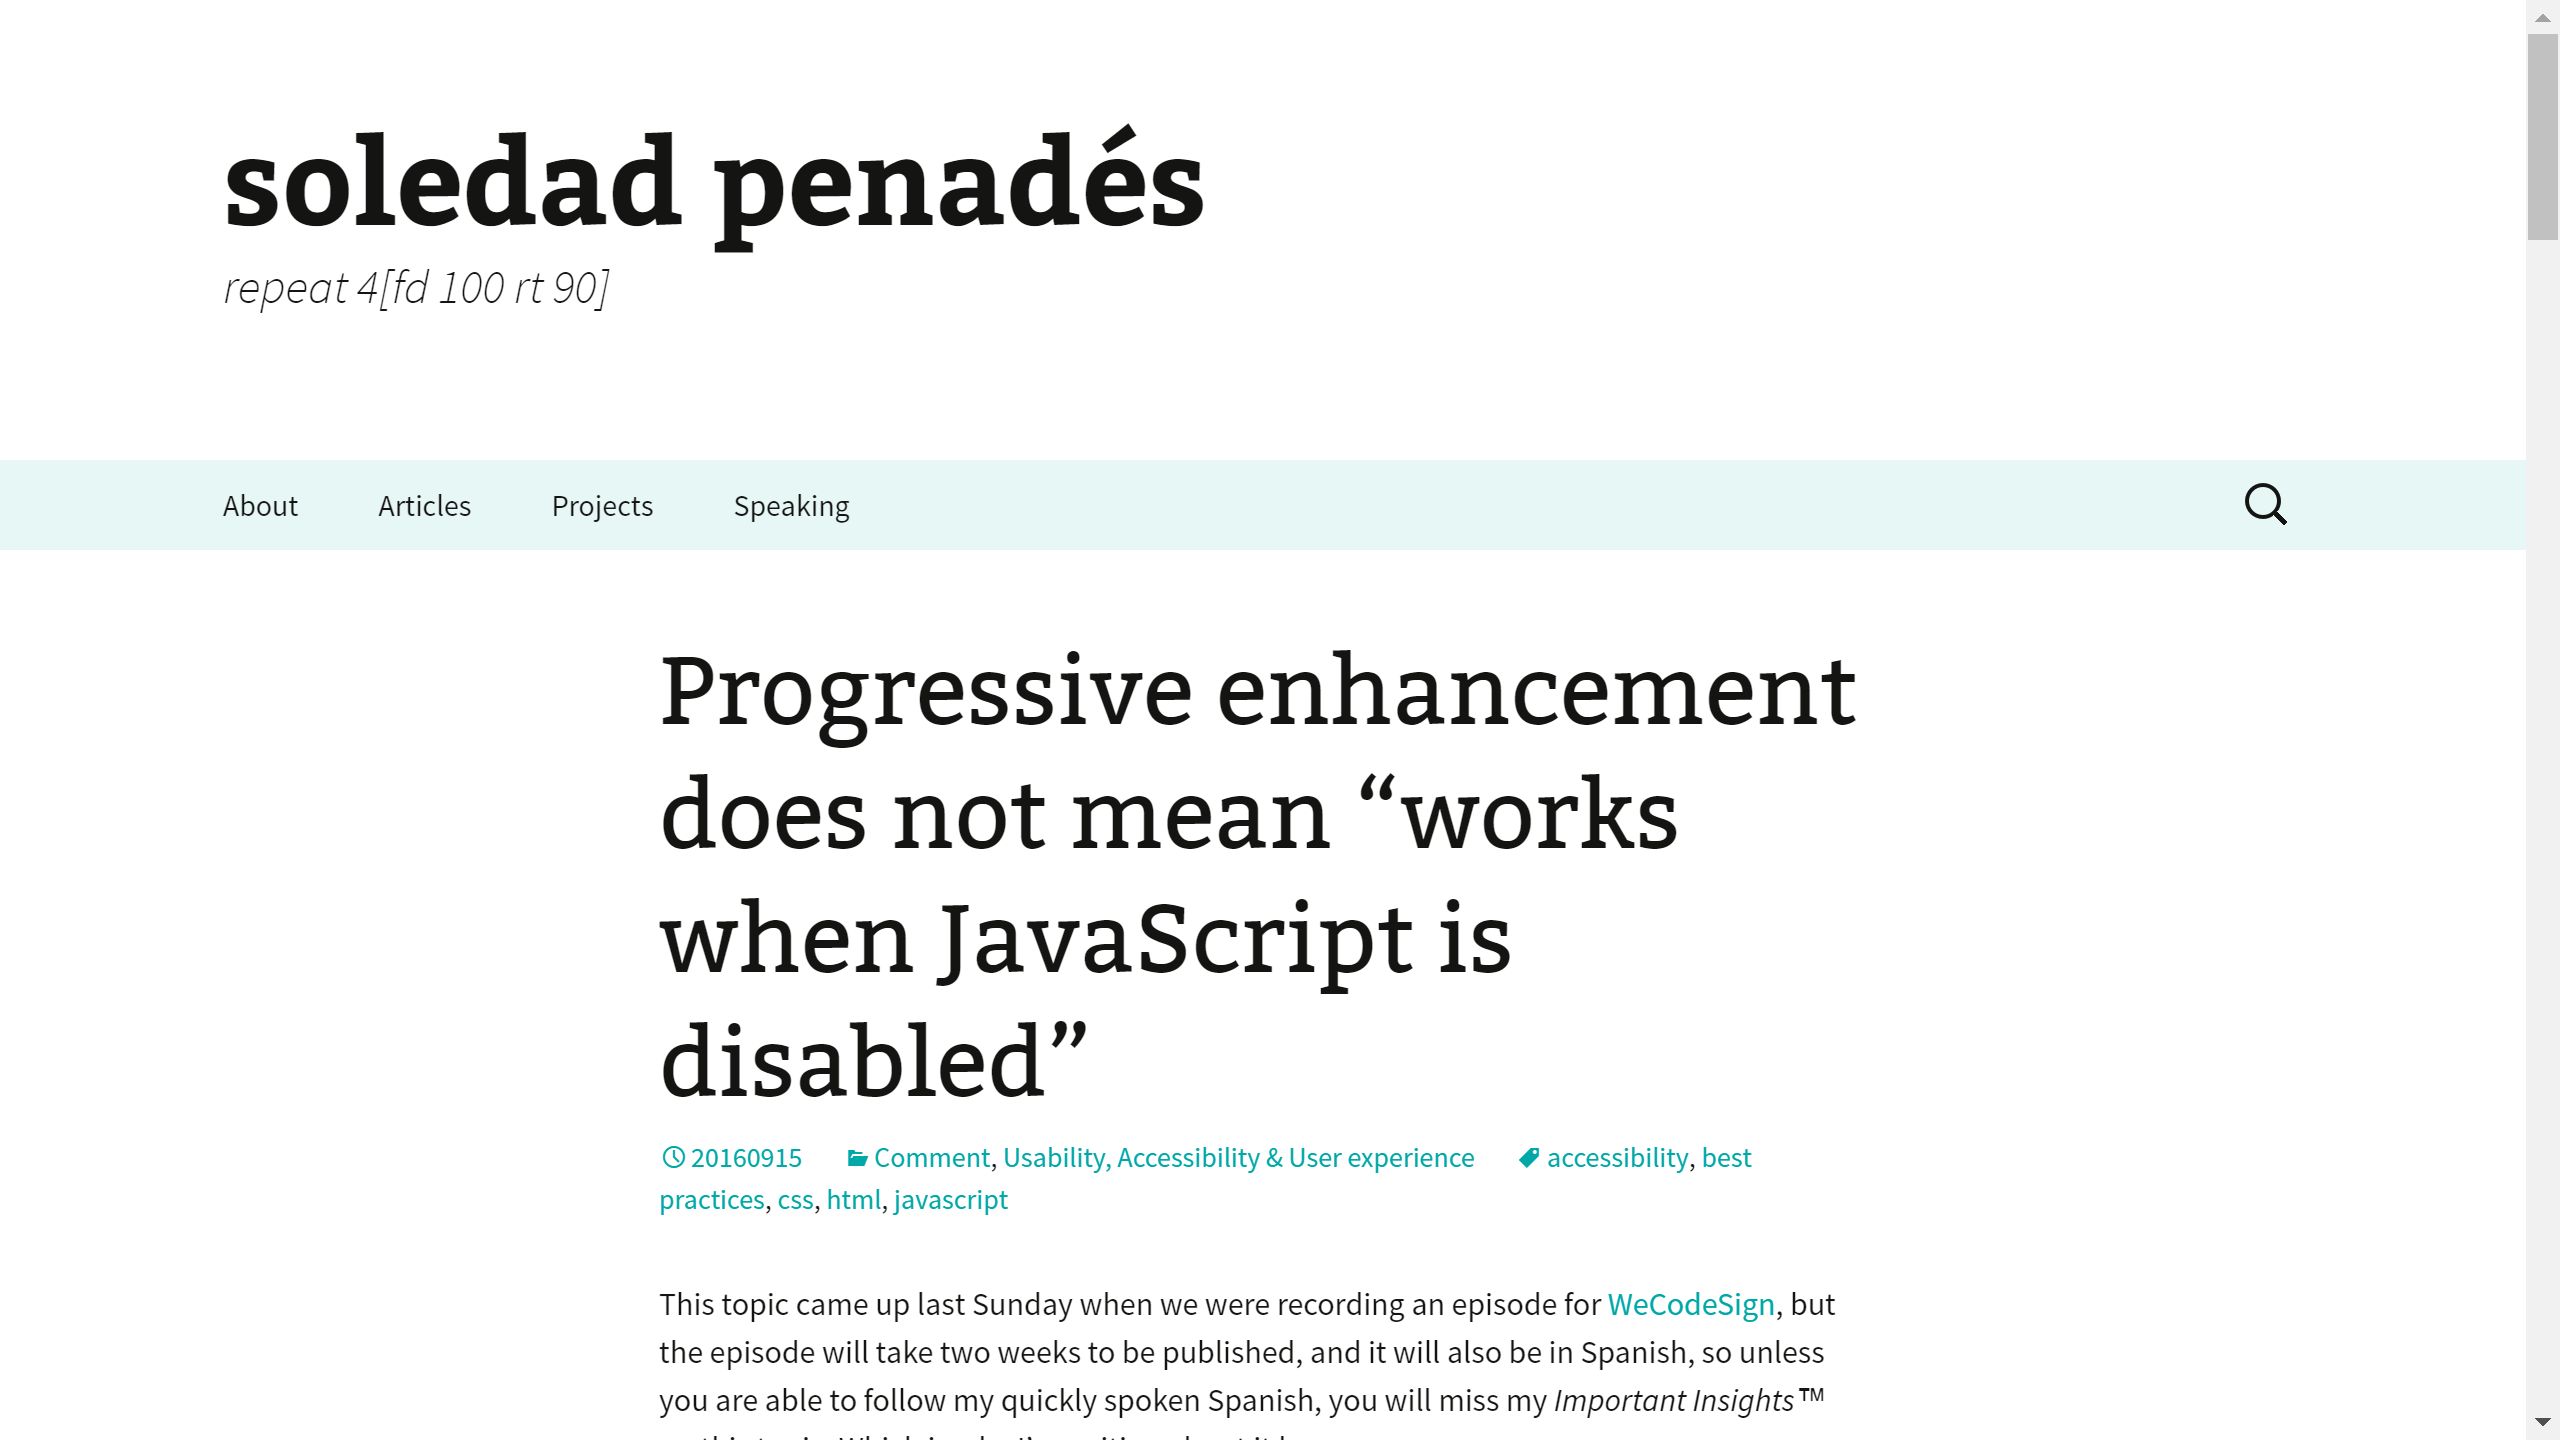 soledad penadés
repeat 4[fd 100 rt 90]
About Articles Projects Speaking
Progressive enhancement
does not mean “works
when JavaScript is
disabled”
20160915 Comment, Usability, Accessibility & User experience accessibility, best
practices, css, html, javascript
This topic came up last Sunday when we were recording an episode for WeCodeSign, but
the episode will take two weeks to be published, and it will also be in Spanish, so unless
you are able to follow my quickly spoken Spanish, you will miss my Important Insights™